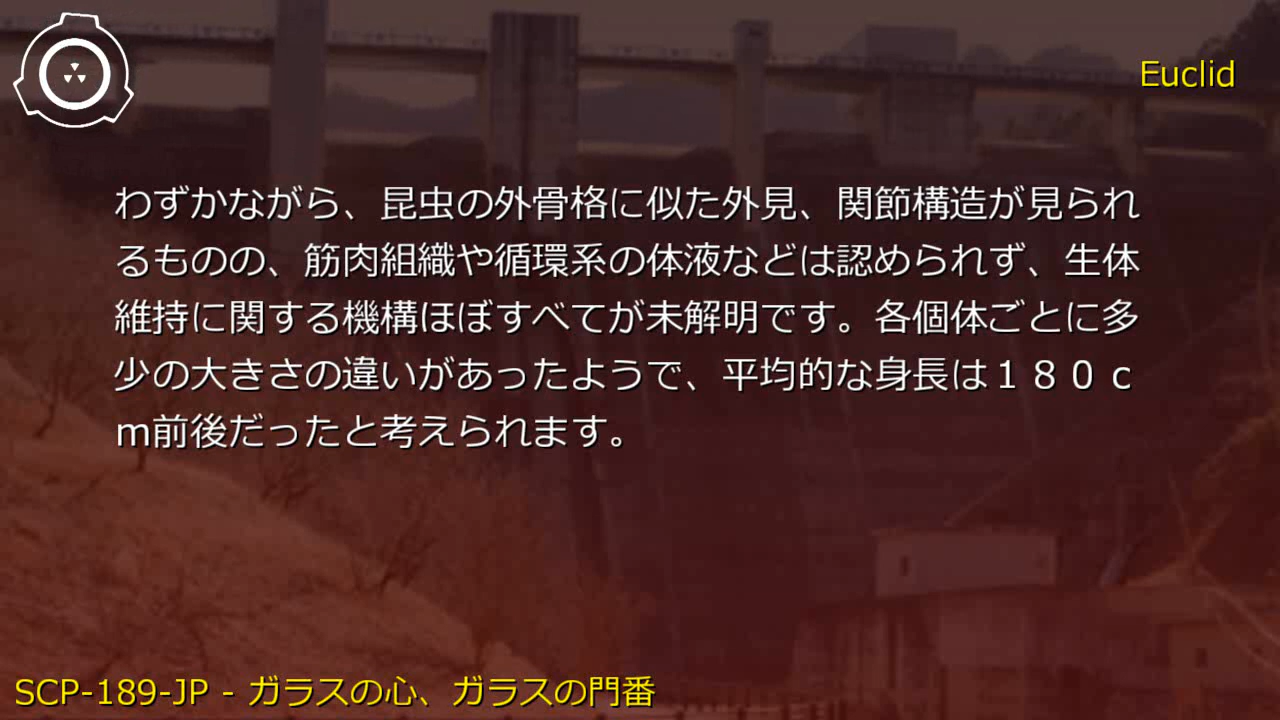 Euclid
わずかながら、昆虫の外骨格に似た外見、関節構造が見られ
るものの、筋肉組織や循環系の体液などは認められず、生体
維持に関する機構ほぼすべてが未解明です。各個体ごとに多
少の大きさの違いがあったようで、平均的な身長は１８０ｃ
ｍ前後だったと考えられます。
SCP-189-JP - ガラスの心、ガラスの門番